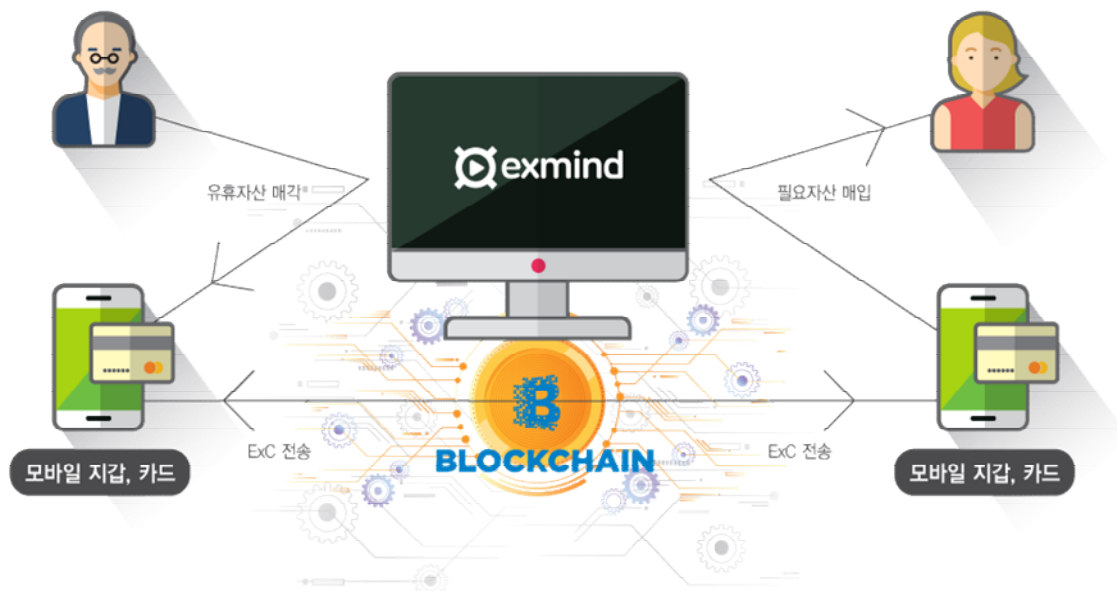 exmind
유휴자산 매각
필요자산 매입
ExC 전송
ExC 전송
BLOCKCHAIN
모바일 지갑, 카드
모바일 지갑, 카드